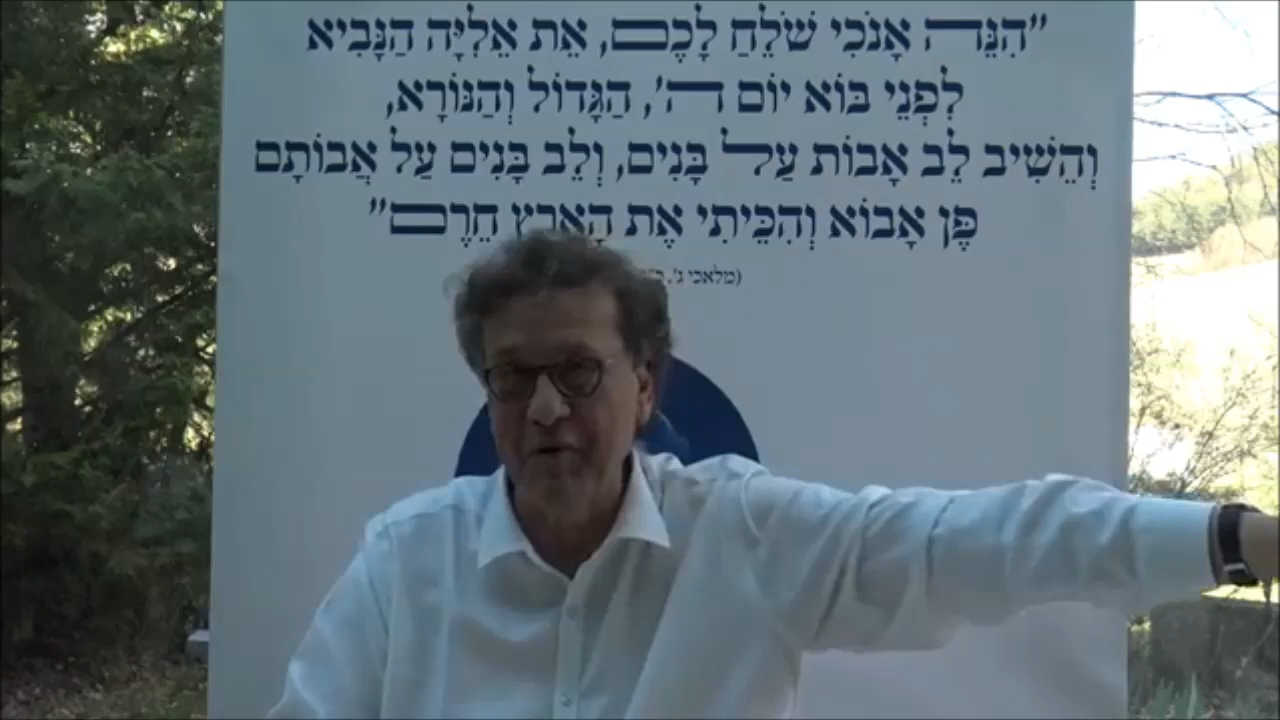 "הִנֵּה אָנֹכִי שֹׁלֵחַ לָכֶם, אֵת אֵלִיָּה הַנָּבִיא
לִפְנֵי בּוֹא יוֹם ה', הַגָּדוֹל וְהַנּוֹרָא,
וְהֵשִׁיב לֵב אָבוֹת עַל בָּנִים, וְלֵב בָּנִים עַל אֲבוֹתָם
פֶּן אָבוֹא וְהִכֵּיתִי אֶת הָאָרֶץ חֵרֶם"
(מלאכי ג',